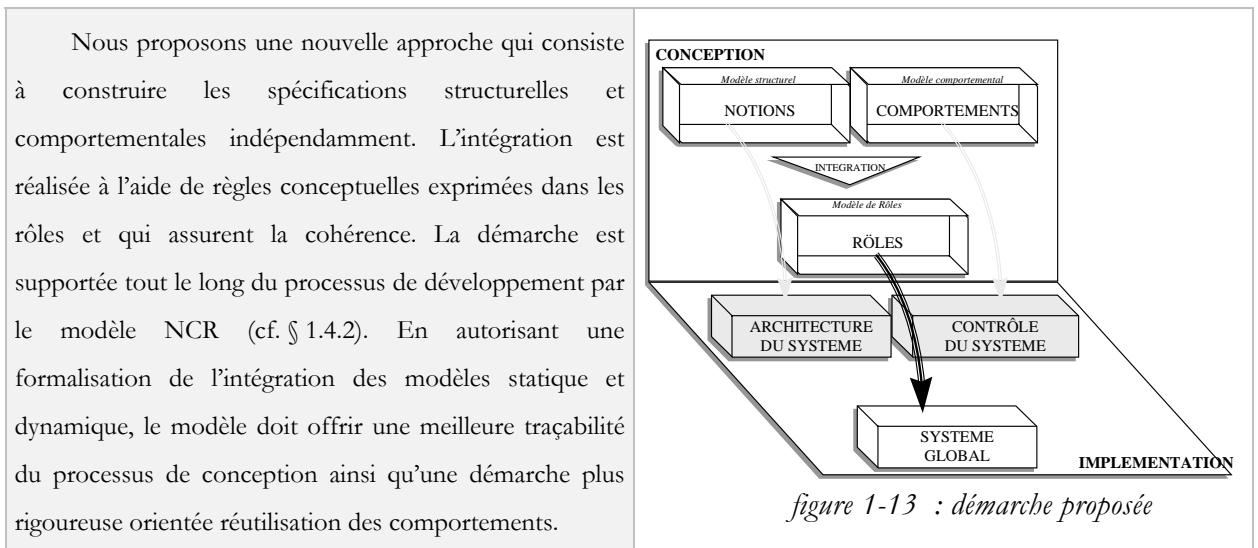 Nous proposons une nouvelle approche qui consiste
à construire les spécifications structurelles et
comportementales indépendamment. L’intégration est
réalisée à l’aide de règles conceptuelles exprimées dans les
rôles et qui assurent la cohérence. La démarche est
supportée tout le long du processus de développement par
le modèle NCR (cf. § 1.4.2). En autorisant une
formalisation de l’intégration des modèles statique et
dynamique, le modèle doit offrir une meilleure traçabilité
du processus de conception ainsi qu’une démarche plus
rigoureuse orientée réutilisation des comportements.
CONCEPTION
Modèle structurel
NOTIONS
Modèle comportemental
COMPORTEMENTS
INTEGRATION
Modèle de Rôles
RÖLES
ARCHITECTURE
DU SYSTEME
CONTRÔLE
DU SYSTEME
SYSTEME
GLOBAL
IMPLEMENTATION
figure 1-13 : démarche proposée